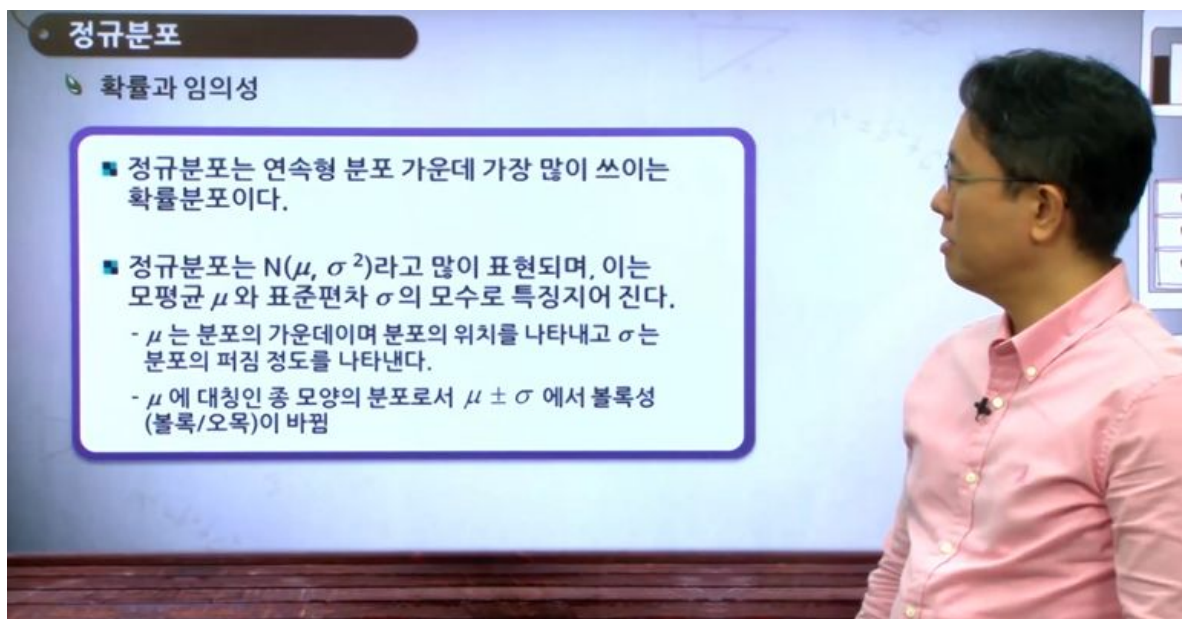 정규분포
확률과 임의성
정규분포는 연속형 분포 가운데 가장 많이 쓰이는
확률분포이다.
정규분포는 N(μ, σ ²)라고 많이 표현되며, 이는
모평균 μ 와 표준편차 σ 의 모수로 특징지어 진다.
- μ 는 분포의 가운데이며 분포의 위치를 나타내고 σ 는
분포의 퍼짐 정도를 나타낸다.
- μ 에 대칭인 종 모양의 분포로서 μ ± σ 에서 볼록성
(볼록/오목)이 바뀜